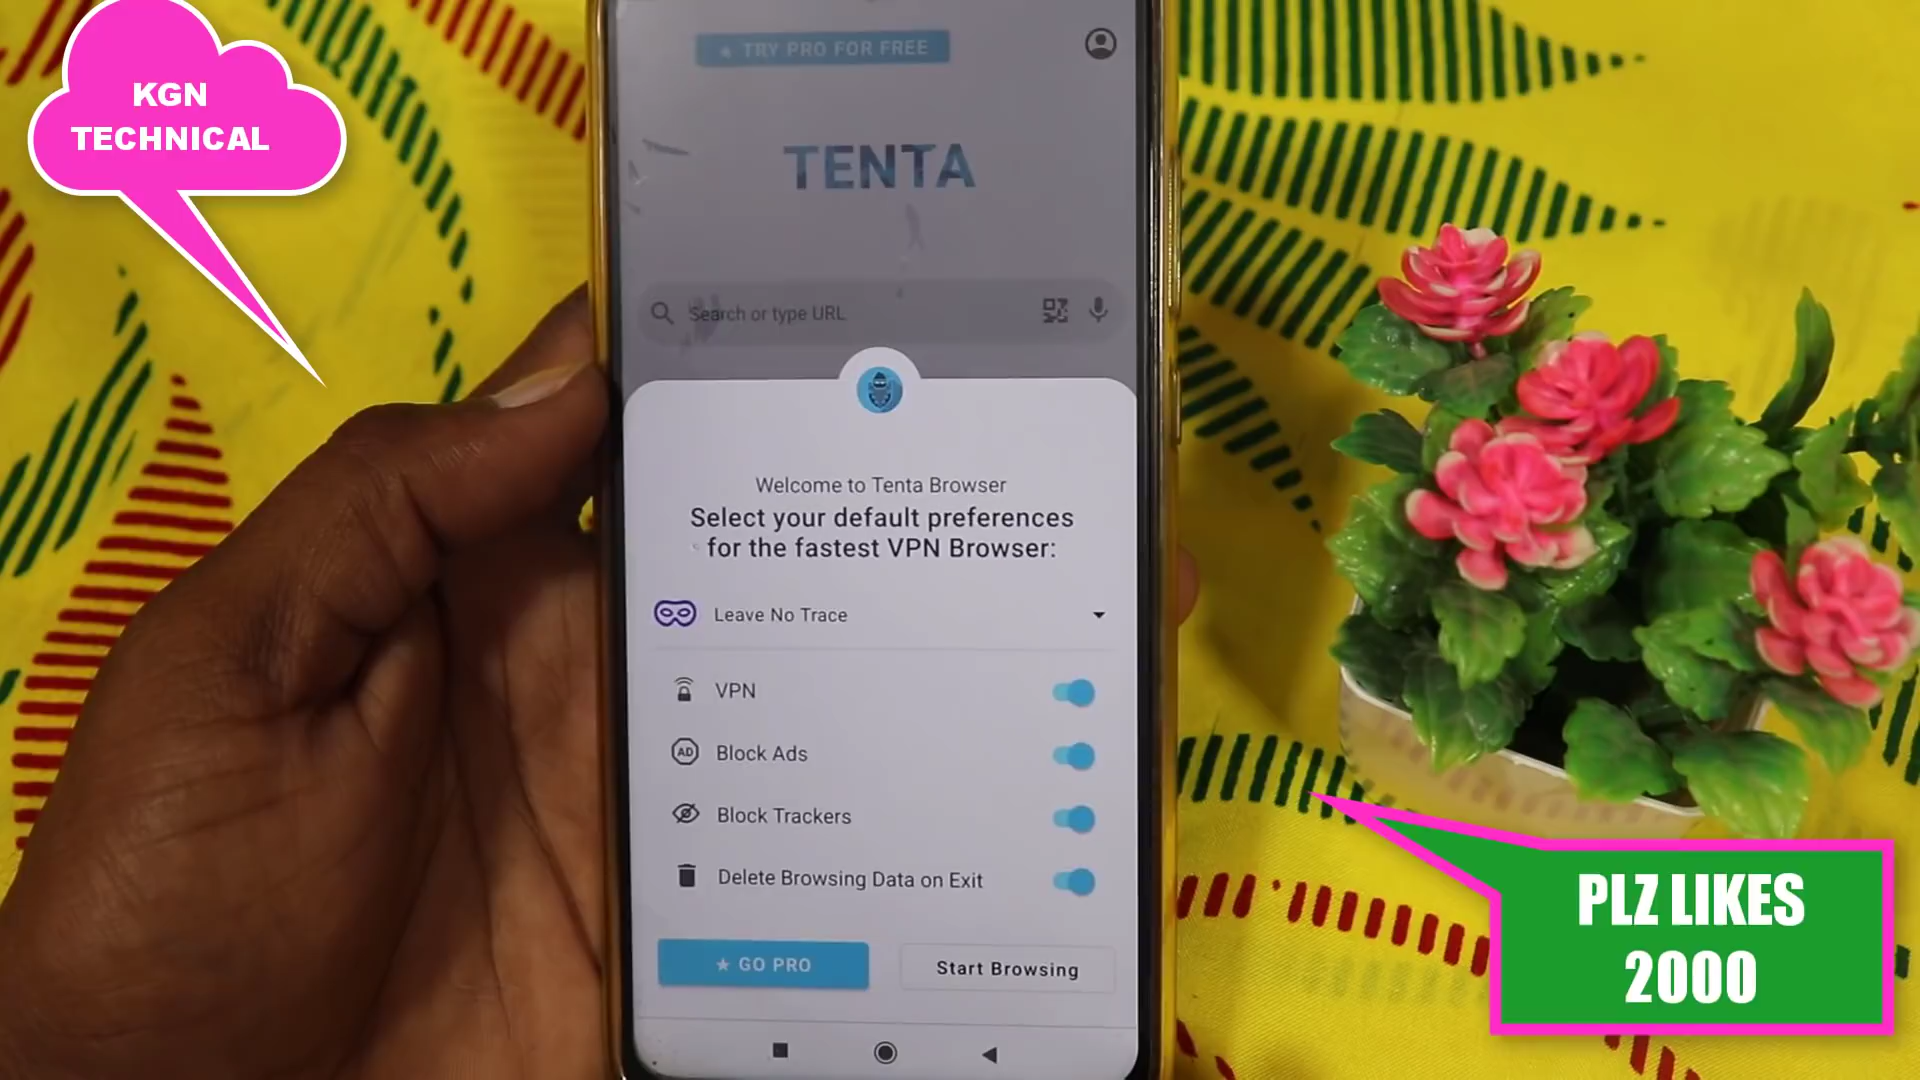 KGN
TECHNICAL
★ TRY PRO FOR FREE
TENTA
Search or type URL
Welcome to Tenta Browser
Select your default preferences
for the fastest VPN Browser:
Leave No Trace
VPN
AD
Block Ads
Block Trackers
Delete Browsing Data on Exit
★ GO PRO
Start Browsing
PLZ LIKES
2000